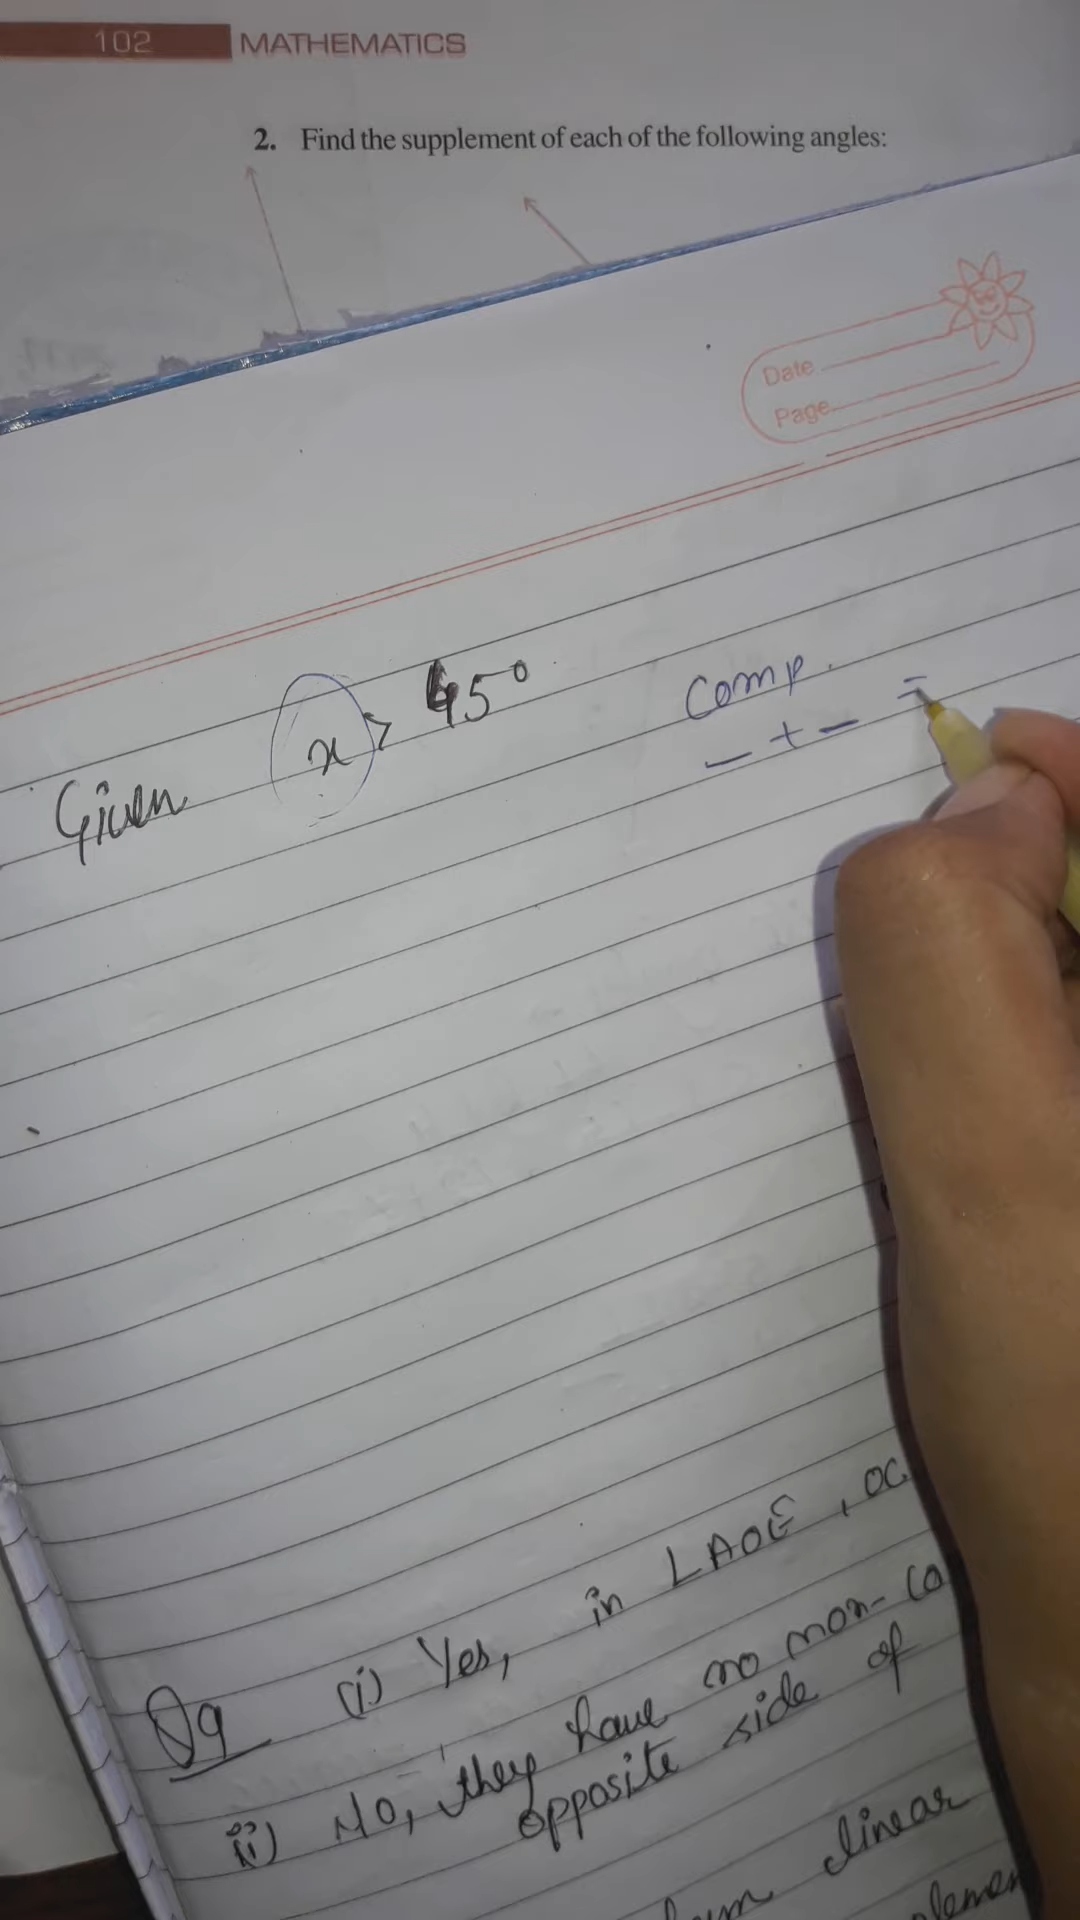 102 MATHEMATICS
2. Find the supplement of each of the following angles:
Date
Page
Given x > 45°
Comp.
_ + _ =
Q9 (i) Yes, in LAOE, OC
(ii) No, they have no non-co
opposite side of
linear